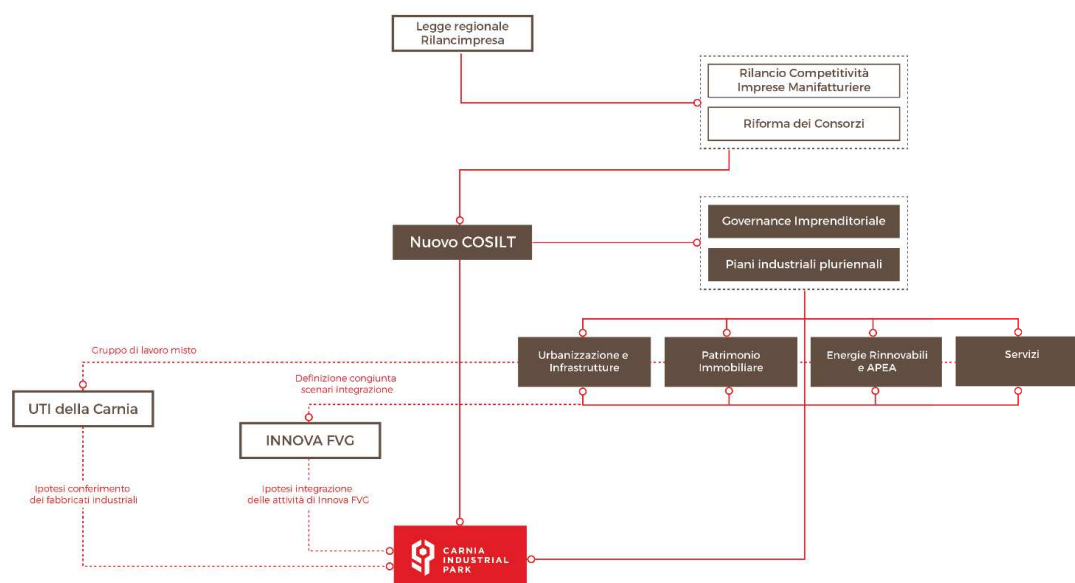 Legge regionale
Rilancimpresa
Rilancio Competitività
Imprese Manifatturiere
Riforma dei Consorzi
Nuovo COSILT
Governance Imprenditoriale
Piani industriali pluriennali
Gruppo di lavoro misto
Urbanizzazione e
Infrastrutture
Patrimonio
Immobiliare
Energie Rinnovabili
e APEA
Servizi
Definizione congiunta
scenari integrazione
UTI della Carnia
INNOVA FVG
Ipotesi conferimento
dei fabbricati industriali
Ipotesi integrazione
delle attività di Innova FVG
CARNIA
INDUSTRIAL
PARK